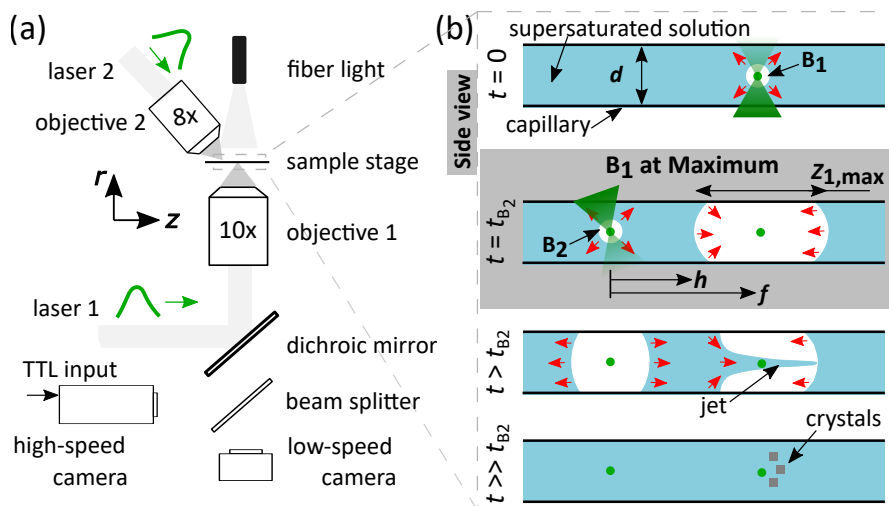 (a)
laser 2
objective 2
8x
fiber light
sample stage
r
z
10x
objective 1
laser 1
dichroic mirror
TTL input
beam splitter
high-speed
camera
low-speed
camera
(b)
Side view
t = 0
supersaturated solution
d
B1
capillary
t = tB2
B1 at Maximum
z1,max
B2
h
f
t > tB2
jet
t >> tB2
crystals